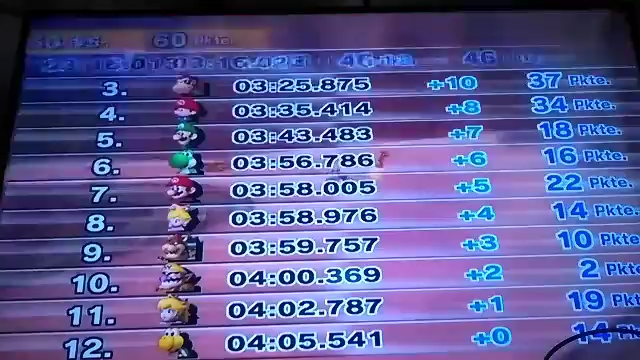 60 Pkte.
3. 03:25.875 +10 37 Pkte.
4. 03:35.414 +8 34 Pkte.
5. 03:43.483 +7 18 Pkte.
6. 03:56.786 +6 16 Pkte.
7. 03:58.005 +5 22 Pkte.
8. 03:58.976 +4 14 Pkte.
9. 03:59.757 +3 10 Pkte.
10. 04:00.369 +2 2 Pkte.
11. 04:02.787 +1 19 Pkte.
12. 04:05.541 +0 14 Pkte.